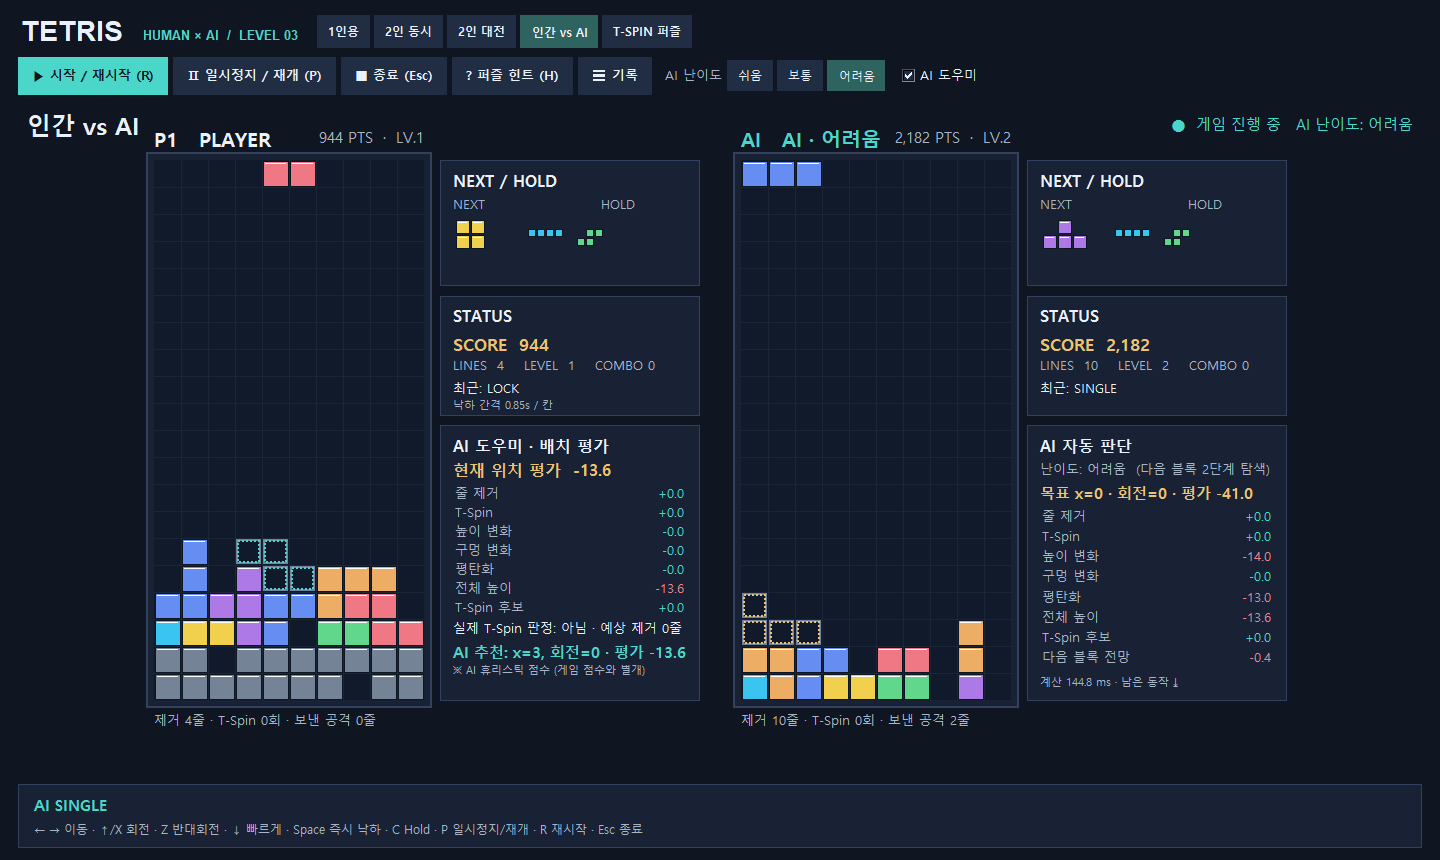 TETRIS HUMAN × AI / LEVEL 03 1인용 2인 동시 2인 대전 인간 vs AI T-SPIN 퍼즐
▶ 시작 / 재시작 (R) Ⅱ 일시정지 / 재개 (P) ■ 종료 (Esc) ? 퍼즐 힌트 (H) ☰ 기록 AI 난이도 쉬움 보통 어려움 AI 도우미
인간 vs AI
● 게임 진행 중 AI 난이도: 어려움
P1 PLAYER 944 PTS · LV.1
NEXT / HOLD
NEXT HOLD
STATUS
SCORE 944
LINES 4 LEVEL 1 COMBO 0
최근: LOCK
낙하 간격 0.85s / 칸
AI 도우미 · 배치 평가
현재 위치 평가 -13.6
줄 제거 +0.0
T-Spin +0.0
높이 변화 -0.0
구멍 변화 -0.0
평탄화 -0.0
전체 높이 -13.6
T-Spin 후보 +0.0
실제 T-Spin 판정: 아님 · 예상 제거 0줄
AI 추천: x=3, 회전=0 · 평가 -13.6
※ AI 휴리스틱 점수 (게임 점수와 별개)
제거 4줄 · T-Spin 0회 · 보낸 공격 0줄
AI AI · 어려움 2,182 PTS · LV.2
NEXT / HOLD
NEXT HOLD
STATUS
SCORE 2,182
LINES 10 LEVEL 2 COMBO 0
최근: SINGLE
AI 자동 판단
난이도: 어려움 (다음 블록 2단계 탐색)
목표 x=0 · 회전=0 · 평가 -41.0
줄 제거 +0.0
T-Spin +0.0
높이 변화 -14.0
구멍 변화 -0.0
평탄화 -13.0
전체 높이 -13.6
T-Spin 후보 +0.0
다음 블록 전망 -0.4
계산 144.8 ms · 남은 동작 ⤓
제거 10줄 · T-Spin 0회 · 보낸 공격 2줄
AI SINGLE
← → 이동 · ↑/X 회전 · Z 반대회전 · ↓ 빠르게 · Space 즉시 낙하 · C Hold · P 일시정지/재개 · R 재시작 · Esc 종료